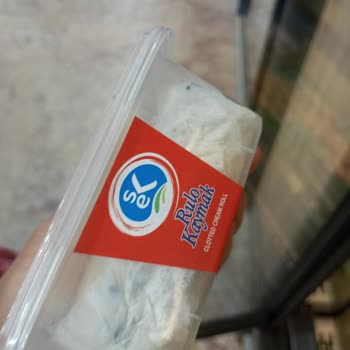 SEK
Rulo
Kaymak
CLOTTED CREAM ROLL